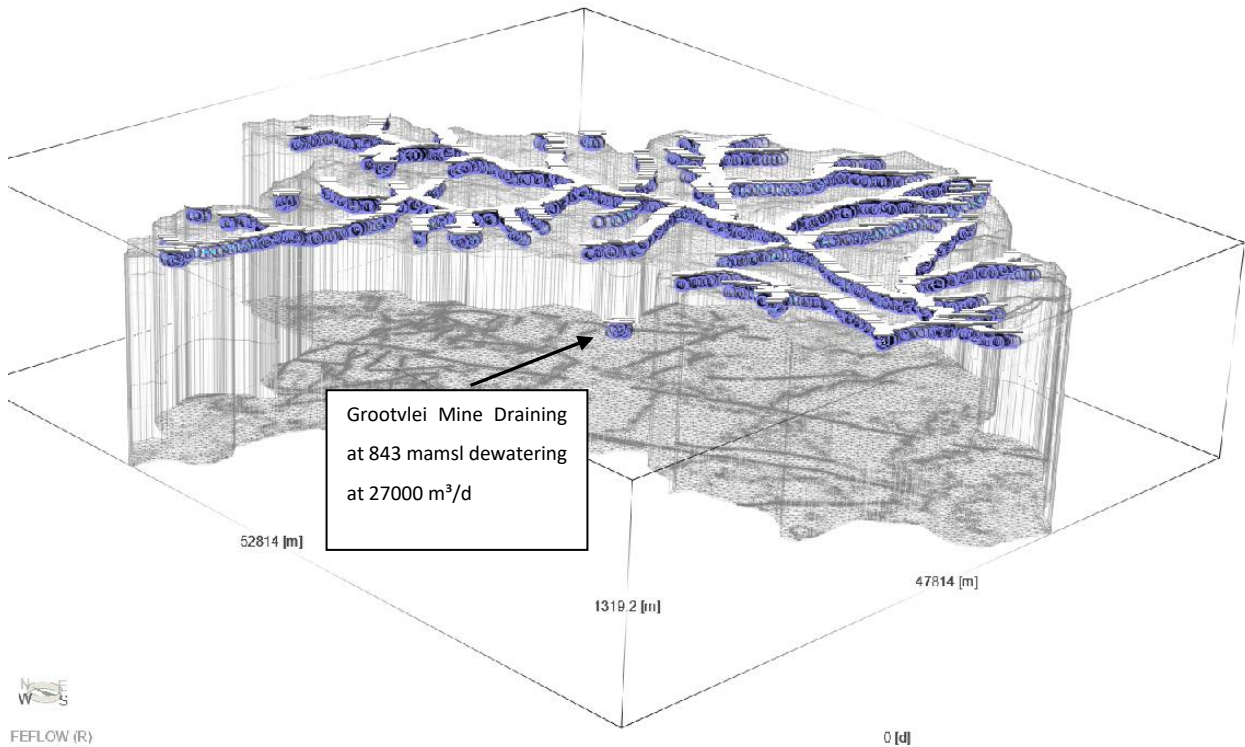 Grootvlei Mine Draining
at 843 mamsl dewatering
at 27000 m³/d
52814 [m]
47814 [m]
1319.2 [m]
N E
W S
FEFLOW (R)
0 [d]